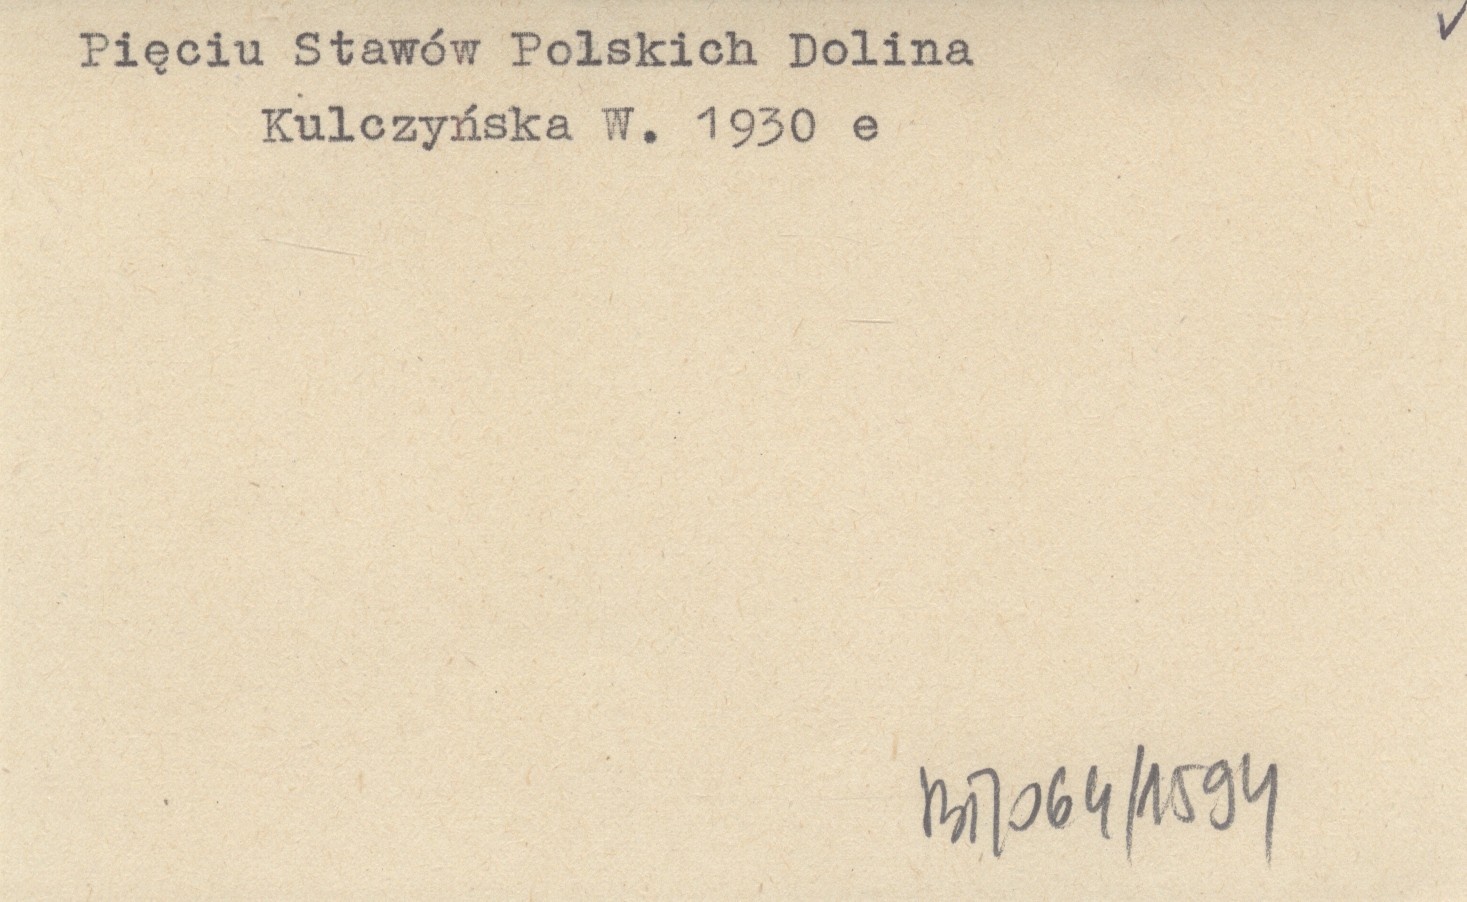 Pięciu Stawów Polskich Dolina
Kulczyńska W. 1930 e